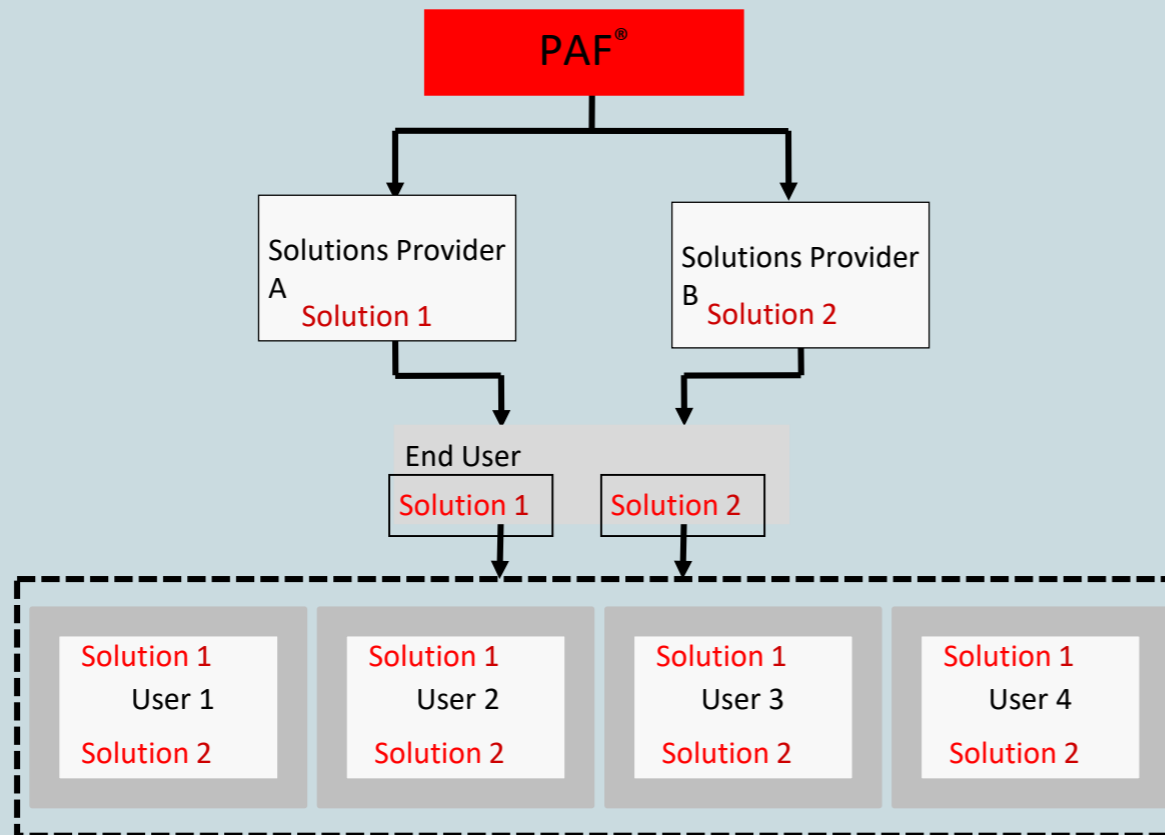 PAF®
Solutions Provider
A
Solution 1
Solutions Provider
B
Solution 2
End User
Solution 1
Solution 2
Solution 1
User 1
Solution 2
Solution 1
User 2
Solution 2
Solution 1
User 3
Solution 2
Solution 1
User 4
Solution 2